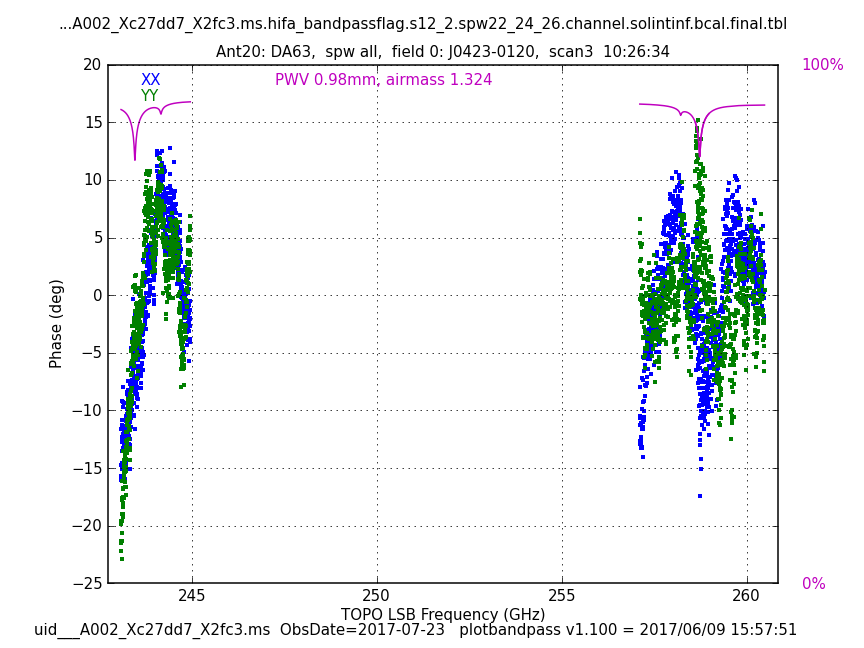 ...A002_Xc27dd7_X2fc3.ms.hifa_bandpassflag.s12_2.spw22_24_26.channel.solintinf.bcal.final.tbl
Ant20: DA63, spw all, field 0: J0423-0120, scan3 10:26:34
20
XX
PWV 0.98mm, airmass 1.324
100%
YY
15
10
5
0
Phase (deg)
−5
−10
−15
−20
−25
0%
245
250
255
260
TOPO LSB Frequency (GHz)
uid___A002_Xc27dd7_X2fc3.ms ObsDate=2017-07-23 plotbandpass v1.100 = 2017/06/09 15:57:51